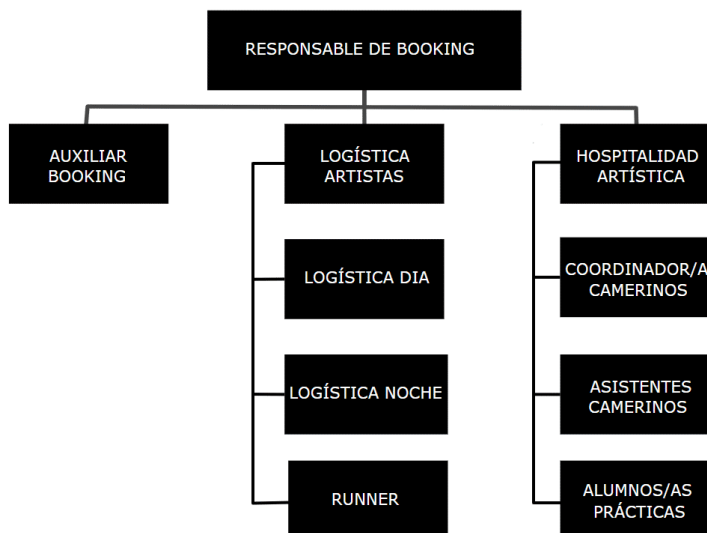 RESPONSABLE DE BOOKING
AUXILIAR
BOOKING
LOGÍSTICA
ARTISTAS
LOGÍSTICA DIA
LOGÍSTICA NOCHE
RUNNER
HOSPITALIDAD
ARTÍSTICA
COORDINADOR/A
CAMERINOS
ASISTENTES
CAMERINOS
ALUMNOS/AS
PRÁCTICAS